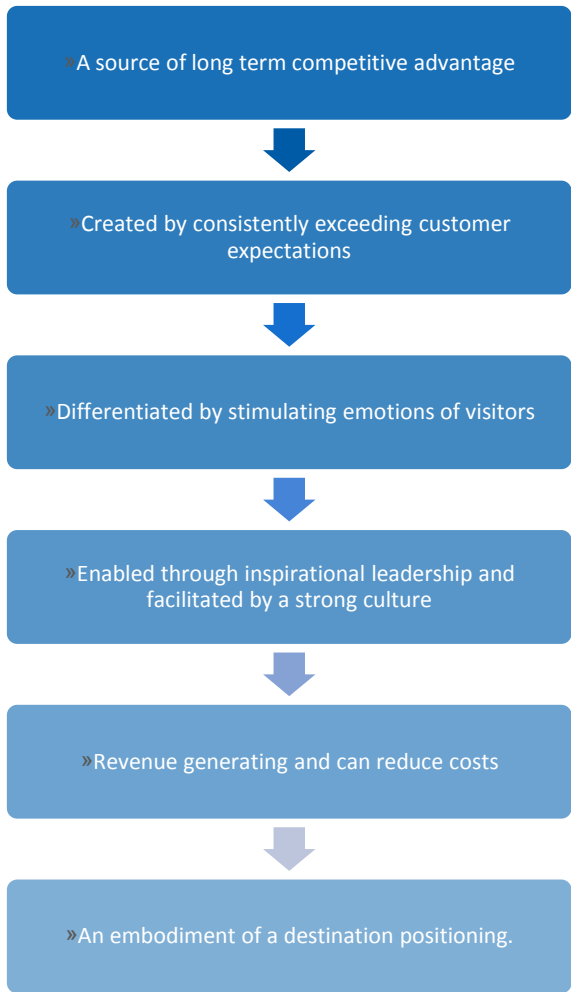 »A source of long term competitive advantage
»Created by consistently exceeding customer
expectations
»Differentiated by stimulating emotions of visitors
»Enabled through inspirational leadership and
facilitated by a strong culture
»Revenue generating and can reduce costs
»An embodiment of a destination positioning.